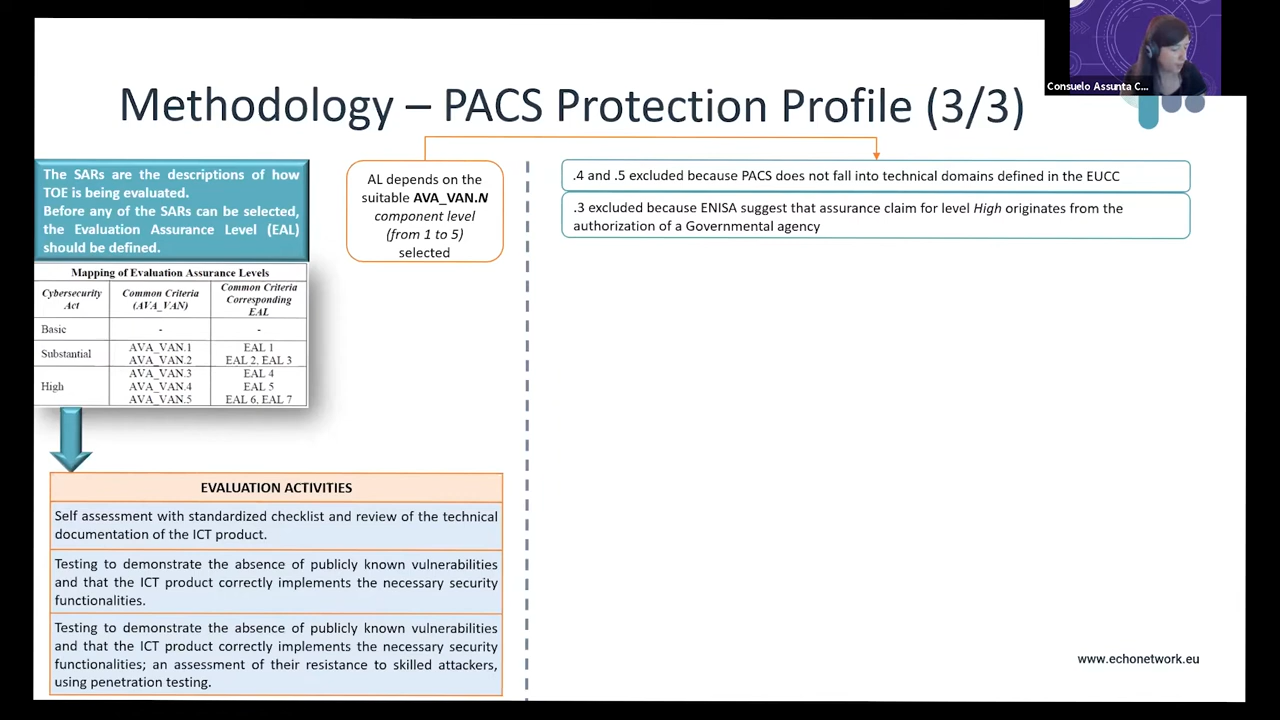 Consuelo Assunta C...
Methodology – PACS Protection Profile (3/3)
The SARs are the descriptions of how
TOE is being evaluated.
Before any of the SARs can be selected,
the Evaluation Assurance Level (EAL)
should be defined.
AL depends on the
suitable AVA_VAN.N
component level
(from 1 to 5)
selected
.4 and .5 excluded because PACS does not fall into technical domains defined in the EUCC
.3 excluded because ENISA suggest that assurance claim for level High originates from the
authorization of a Governmental agency
Mapping of Evaluation Assurance Levels
Cybersecurity Act
Common Criteria (AVA_VAN)
Common Criteria Corresponding EAL
Basic - -
Substantial
AVA_VAN.1 EAL 1
AVA_VAN.2 EAL 2, EAL 3
High
AVA_VAN.3 EAL 4
AVA_VAN.4 EAL 5
AVA_VAN.5 EAL 6, EAL 7
EVALUATION ACTIVITIES
Self assessment with standardized checklist and review of the technical
documentation of the ICT product.
Testing to demonstrate the absence of publicly known vulnerabilities
and that the ICT product correctly implements the necessary security
functionalities.
Testing to demonstrate the absence of publicly known vulnerabilities
and that the ICT product correctly implements the necessary security
functionalities; an assessment of their resistance to skilled attackers,
using penetration testing.
www.echonetwork.eu